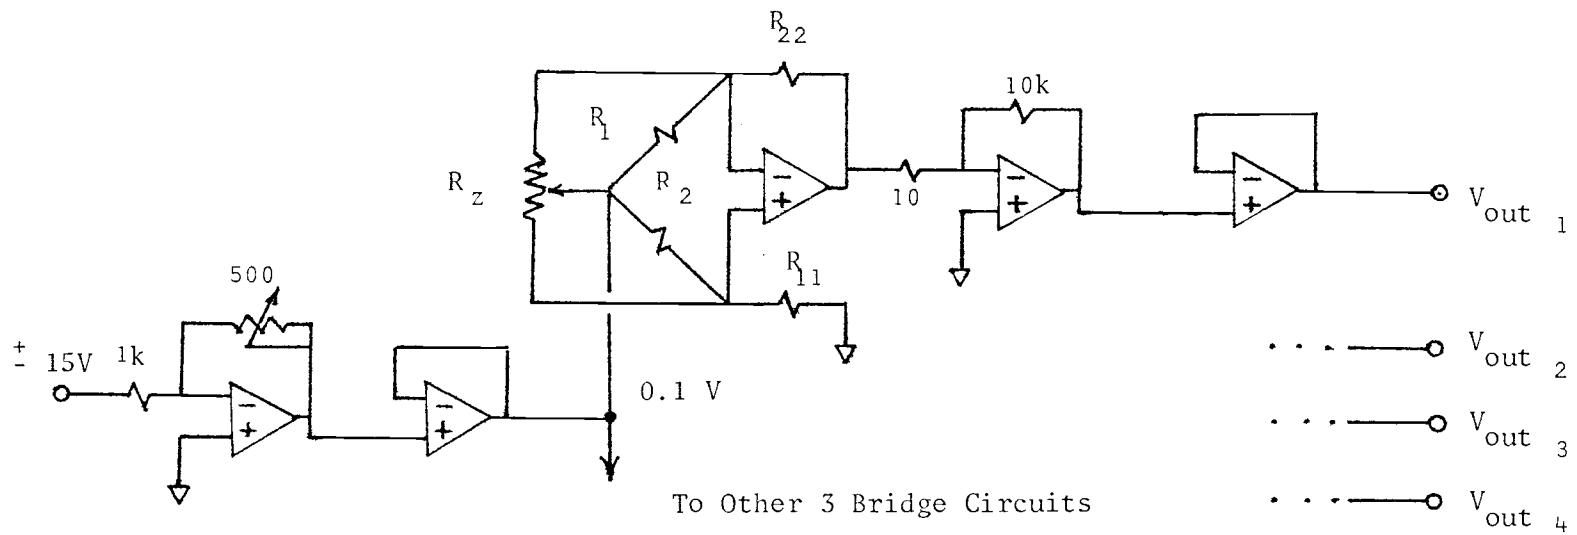 R22
10k
R1
R2
Rz
- +
10
- +
- +
Vout 1
R11
500
± 15V
1k
- +
- +
0.1 V
Vout 2
Vout 3
Vout 4
To Other 3 Bridge Circuits